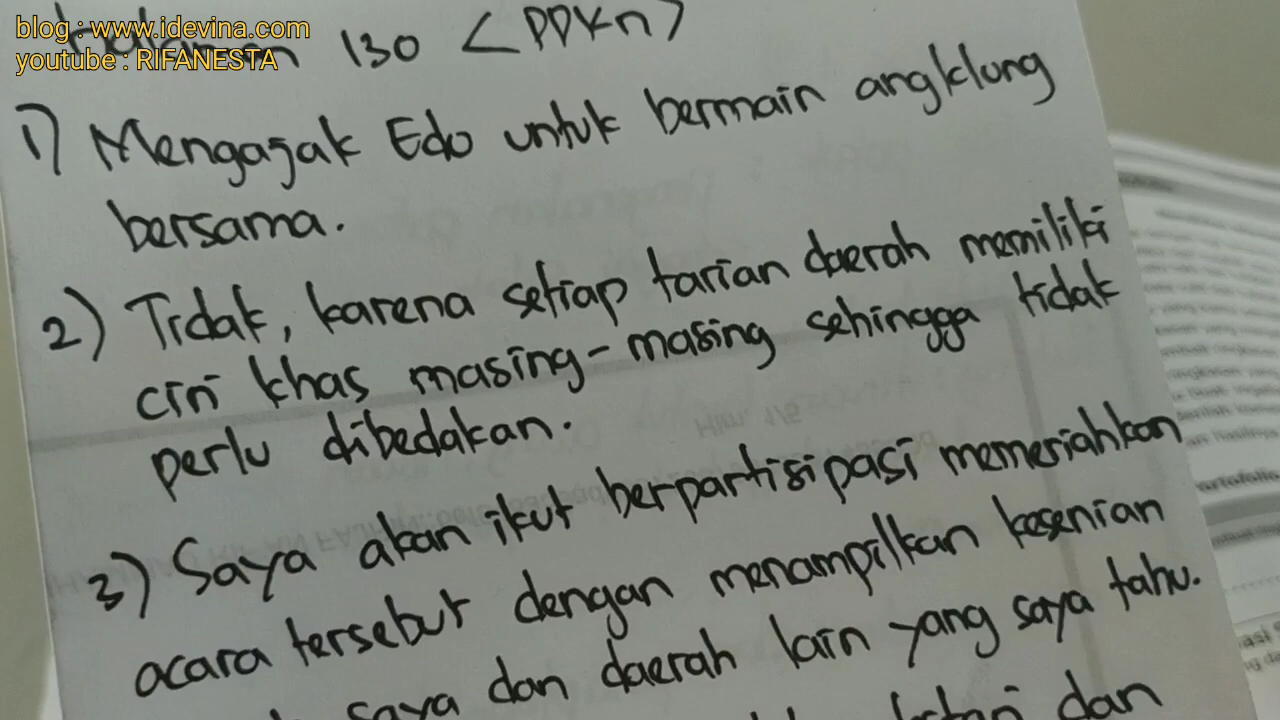 blog : www.idevina.com
youtube : RIFANESTA
Halaman 130 <PPKn>
1) Mengajak Edo untuk bermain angklung
bersama.
2) Tidak, karena setiap tarian daerah memiliki
ciri khas masing-masing sehingga tidak
perlu dibedakan.
3) Saya akan ikut berpartisipasi memeriahkan
acara tersebut dengan menampilkan kesenian
saya dan daerah lain yang saya tahu.
dan